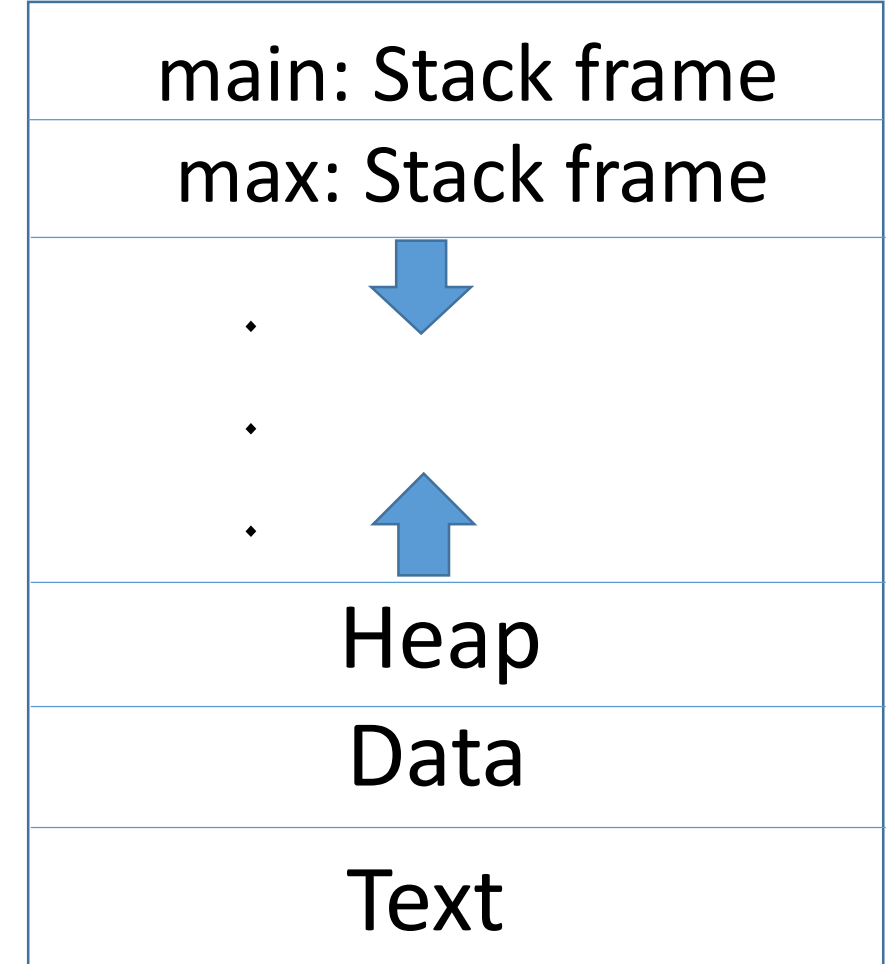 main: Stack frame
max: Stack frame
.
.
.
Heap
Data
Text